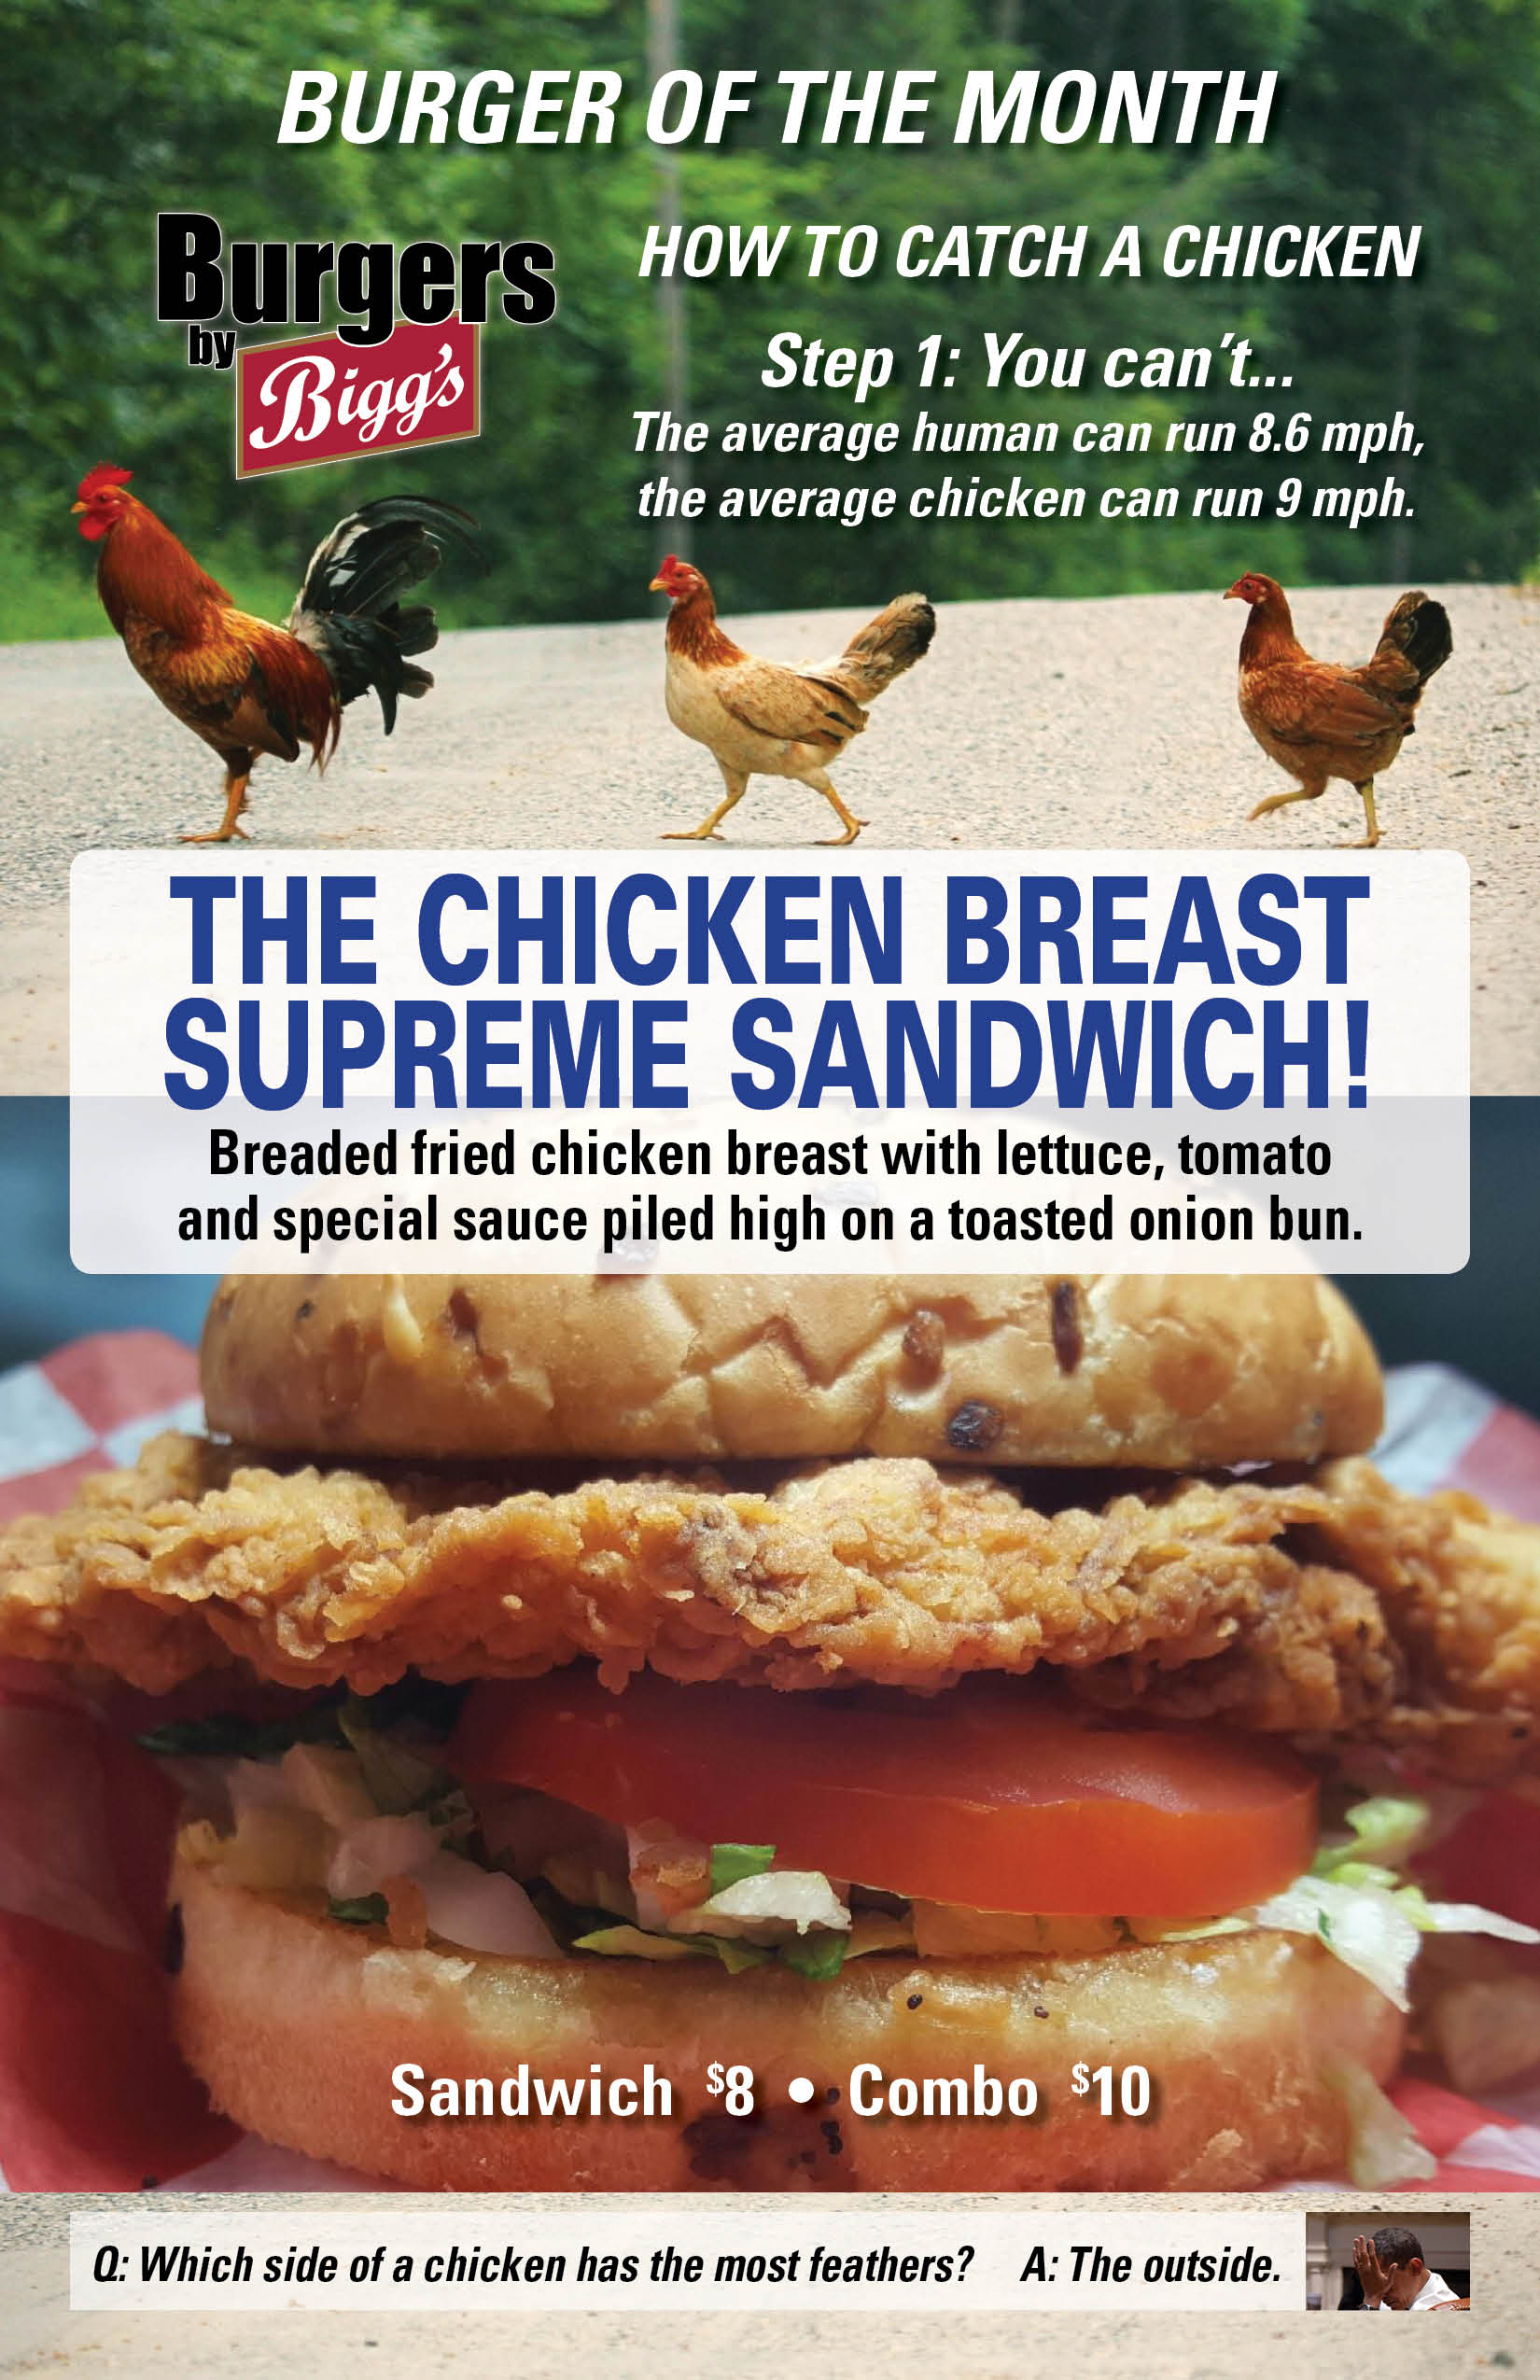 BURGER OF THE MONTH
Burgers
by
Bigg's
HOW TO CATCH A CHICKEN
Step 1: You can't...
The average human can run 8.6 mph,
the average chicken can run 9 mph.
THE CHICKEN BREAST
SUPREME SANDWICH!
Breaded fried chicken breast with lettuce, tomato
and special sauce piled high on a toasted onion bun.
Sandwich $8 • Combo $10
Q: Which side of a chicken has the most feathers? A: The outside.